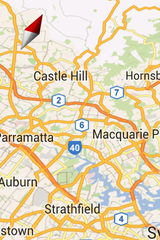 Castle Hill
Hornsb
7
2
6
Parramatta
Macquarie P
40
Auburn
Strathfield
4
stown
Sy